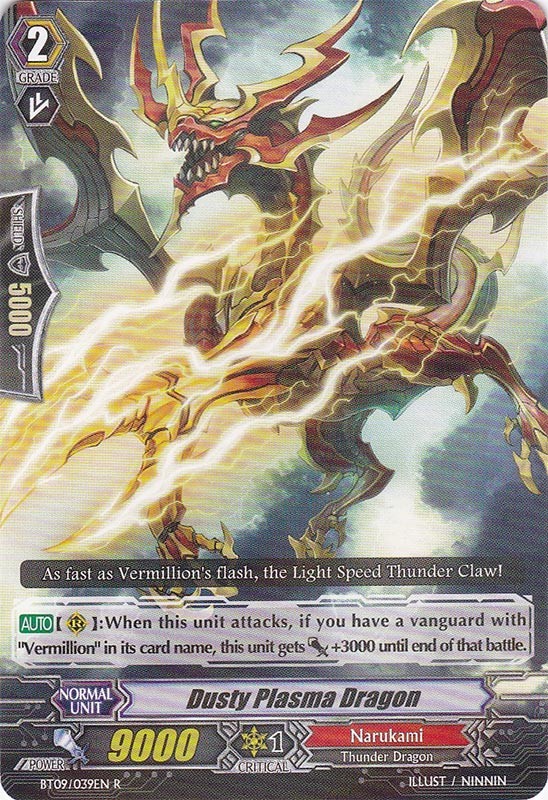 2
GRADE
SHIELD
5000
As fast as Vermillion's flash, the Light Speed Thunder Claw!
AUTO【 R 】:When this unit attacks, if you have a vanguard with
"Vermillion" in its card name, this unit gets +3000 until end of that battle.
NORMAL
UNIT
Dusty Plasma Dragon
POWER
9000
1
CRITICAL
Narukami
Thunder Dragon
BT09/039EN R
ILLUST / NINNIN